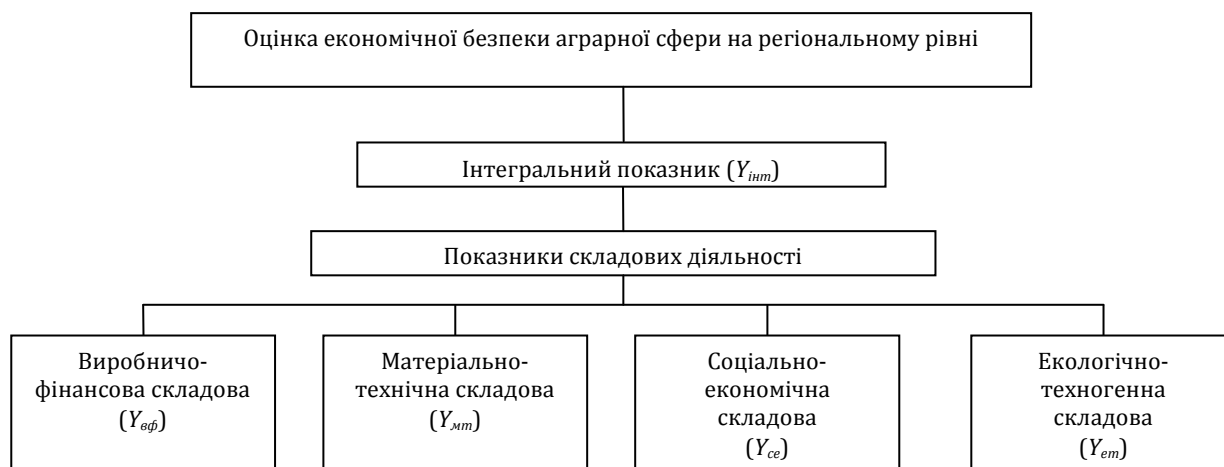 Оцінка економічної безпеки аграрної сфери на регіональному рівні
Інтегральний показник (Yінт)
Показники складових діяльності
Виробничо-
фінансова складова
(Yвф)
Матеріально-
технічна складова
(Yмт)
Соціально-
економічна
складова
(Yсе)
Екологічно-
техногенна
складова
(Yет)